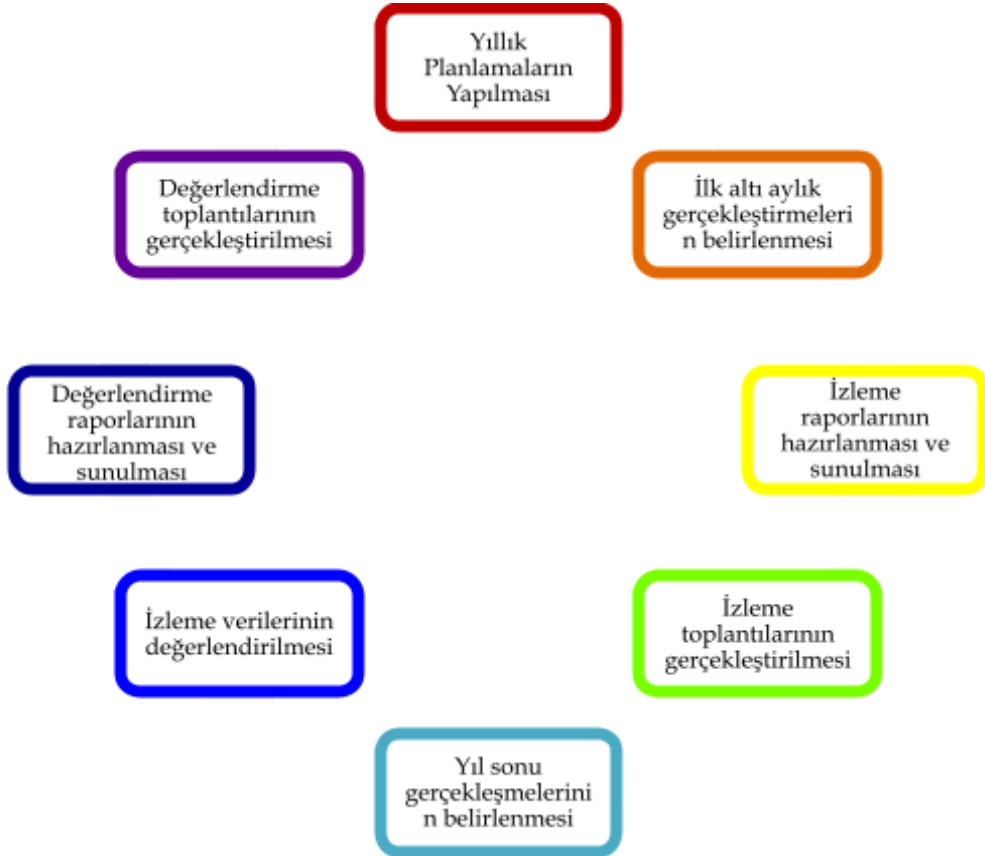 Yıllık
Planlamaların
Yapılması
İlk altı aylık
gerçekleştirmeleri
n belirlenmesi
İzleme
raporlarının
hazırlanması ve
sunulması
İzleme
toplantılarının
gerçekleştirilmesi
Yıl sonu
gerçekleşmelerini
n belirlenmesi
İzleme verilerinin
değerlendirilmesi
Değerlendirme
raporlarının
hazırlanması ve
sunulması
Değerlendirme
toplantılarının
gerçekleştirilmesi